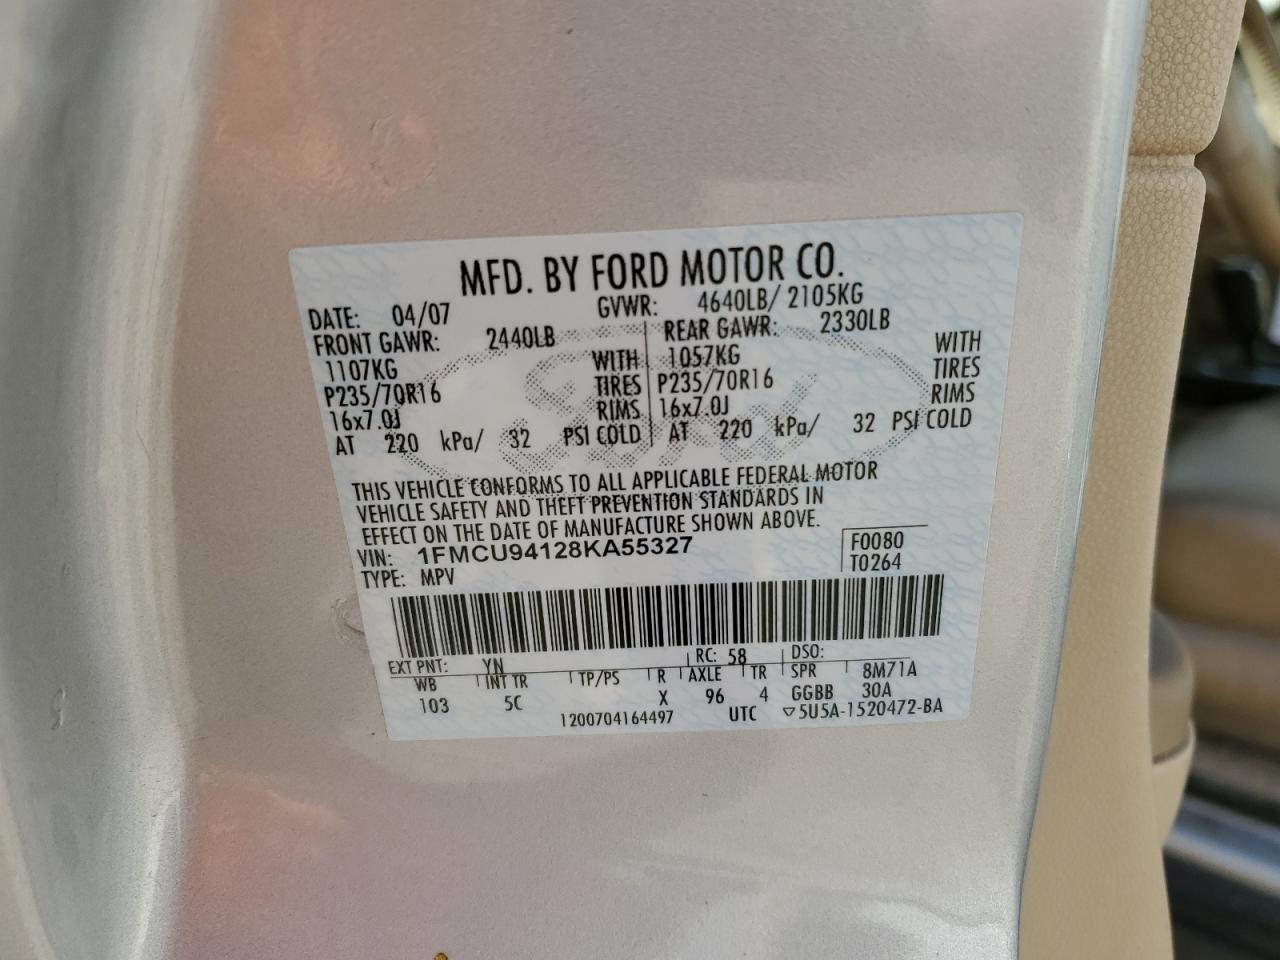 MFD. BY FORD MOTOR CO.
DATE: 04/07 GVWR: 4640LB/ 2105KG
FRONT GAWR: 2440LB REAR GAWR: 2330LB
1107KG WITH 1057KG WITH
P235/70R16 TIRES P235/70R16 TIRES
16x7.0J RIMS 16x7.0J RIMS
AT 220 kPa/ 32 PSI COLD AT 220 kPa/ 32 PSI COLD
Ford
THIS VEHICLE CONFORMS TO ALL APPLICABLE FEDERAL MOTOR
VEHICLE SAFETY AND THEFT PREVENTION STANDARDS IN
EFFECT ON THE DATE OF MANUFACTURE SHOWN ABOVE.
VIN: 1FMCU94128KA55327 F0080
TYPE: MPV T0264
EXT PNT: YN RC: 58 DSO:
WB INT TR TP/PS R AXLE TR SPR 8M71A
103 5C X 96 4 GGBB 30A
1200704164497 UTC ▽5U5A-1520472-BA